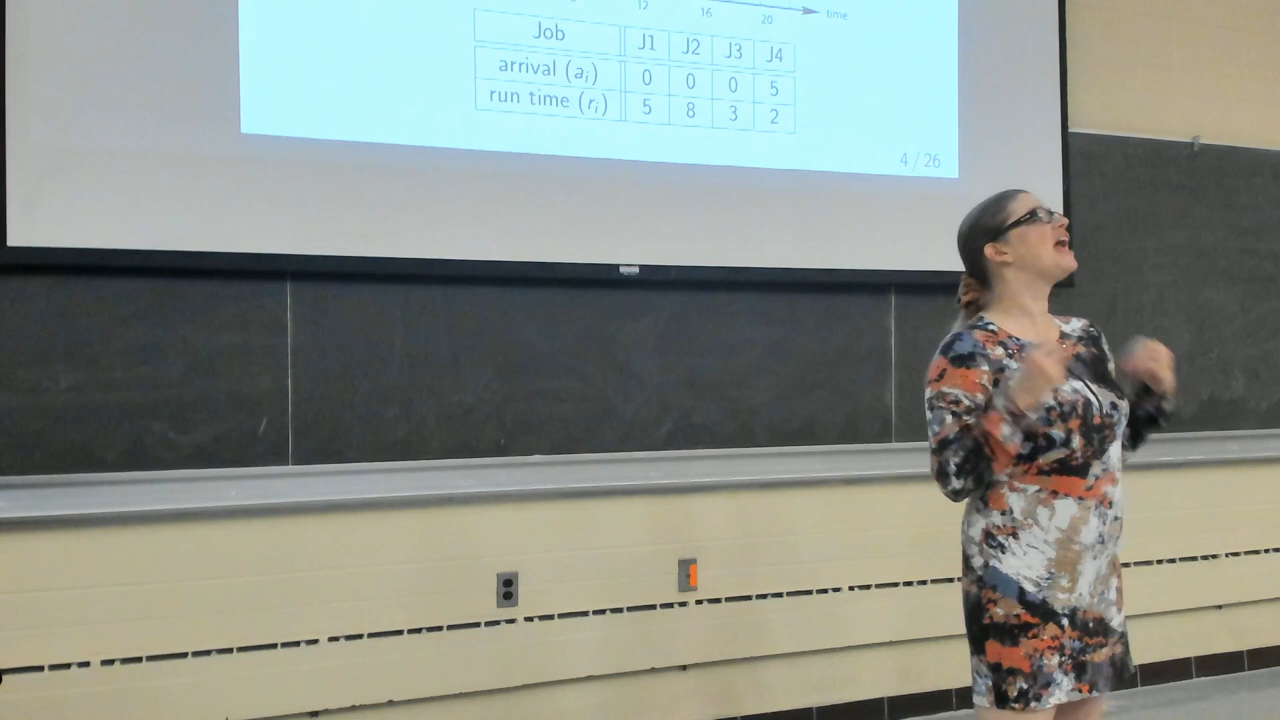 12 16 20 time
Job J1 J2 J3 J4
arrival (aᵢ) 0 0 0 5
run time (rᵢ) 5 8 3 2
4 / 26